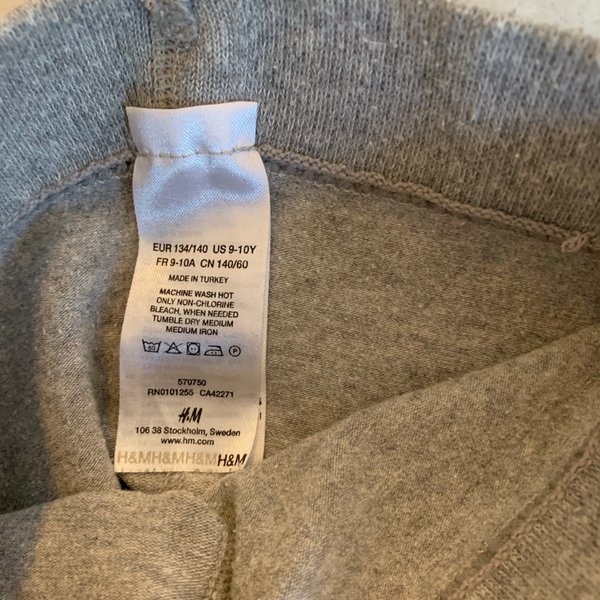 EUR 134/140 US 9-10Y
FR 9-10A CN 140/60
MADE IN TURKEY
MACHINE WASH HOT
ONLY NON-CHLORINE
BLEACH, WHEN NEEDED
TUMBLE DRY MEDIUM
MEDIUM IRON
60 P
570750
RN0101255 CA42271
H&M
106 38 Stockholm, Sweden
www.hm.com
H&MH&MH&MH&M